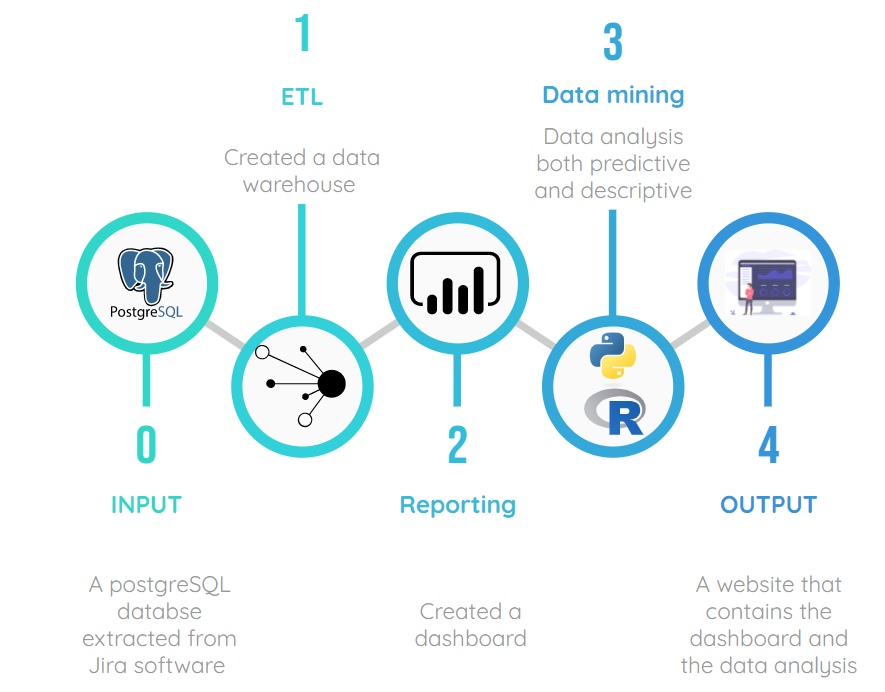 1
ETL
Created a data
warehouse
3
Data mining
Data analysis
both predictive
and descriptive
PostgreSQL
R
0
INPUT
A postgreSQL
databse
extracted from
Jira software
2
Reporting
Created a
dashboard
4
OUTPUT
A website that
contains the
dashboard and
the data analysis